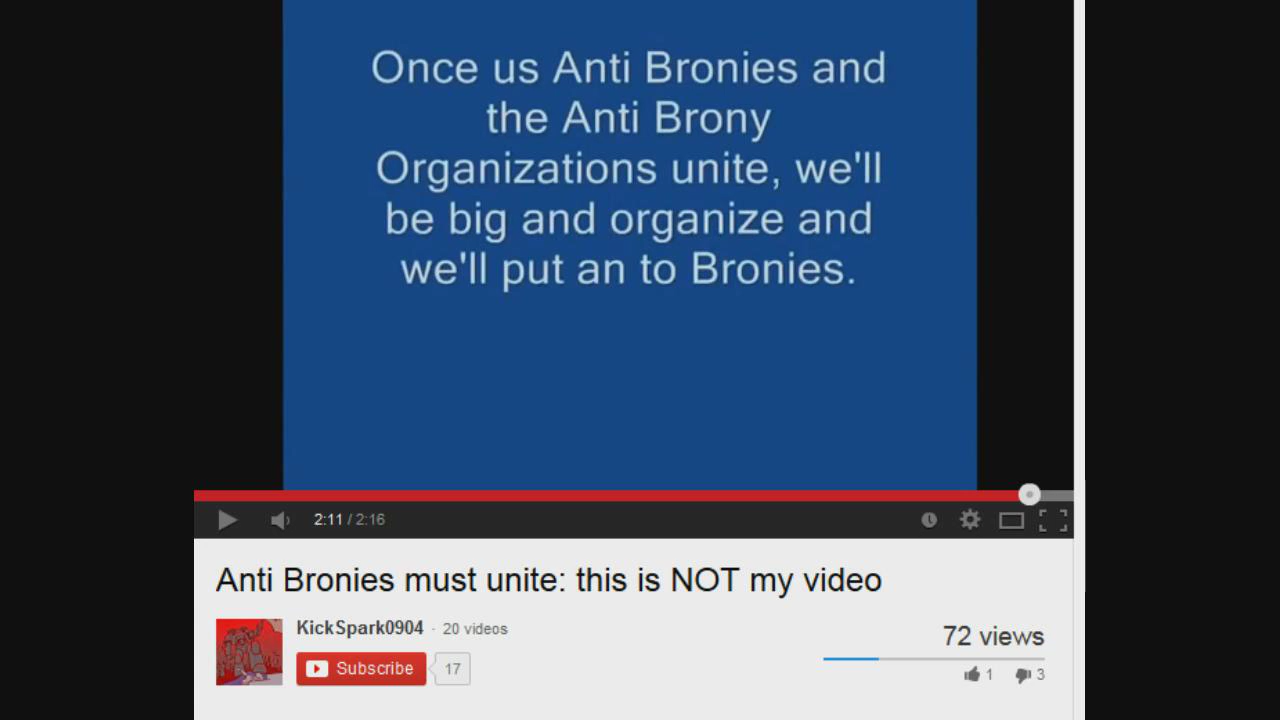 Once us Anti Bronies and
the Anti Brony
Organizations unite, we'll
be big and organize and
we'll put an to Bronies.
2:11 / 2:16
Anti Bronies must unite: this is NOT my video
KickSpark0904 · 20 videos
Subscribe 17
72 views
1 3